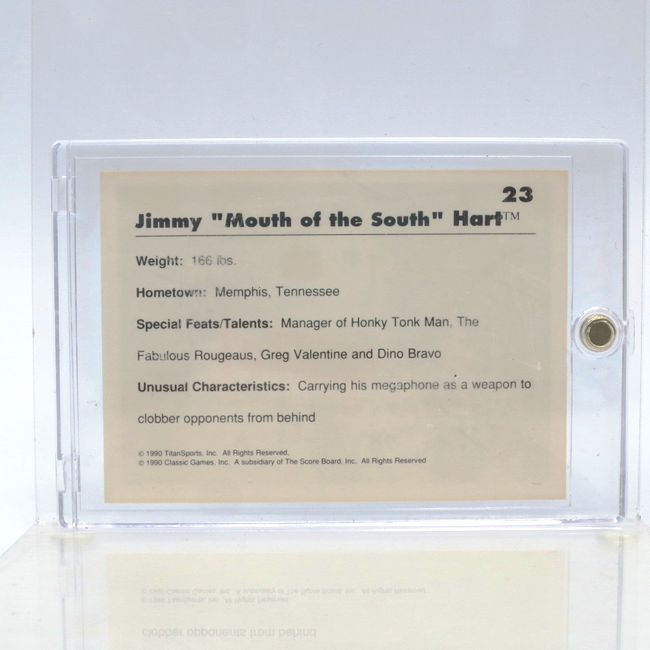 23
Jimmy "Mouth of the South" Hart™
Weight: 166 lbs.
Hometown: Memphis, Tennessee
Special Feats/Talents: Manager of Honky Tonk Man, The
Fabulous Rougeaus, Greg Valentine and Dino Bravo
Unusual Characteristics: Carrying his megaphone as a weapon to
clobber opponents from behind
© 1990 TitanSports, Inc. All Rights Reserved.
© 1990 Classic Games, Inc. A subsidiary of The Score Board, Inc. All Rights Reserved